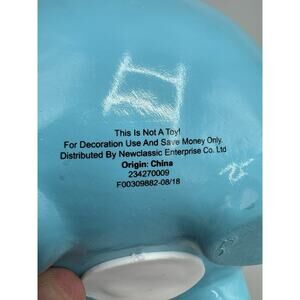 This Is Not A Toy!
For Decoration Use And Save Money Only.
Distributed By Newclassic Enterprise Co. Ltd
Origin: China
234270009
F00309882-08/18